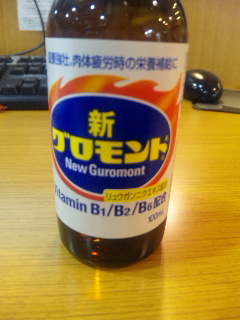 滋養強壮、肉体疲労時の栄養補給に
新
グロモント
New Guromont
リュウガンニクエキス配合
Vitamin B1/B2/B6配合
100mL